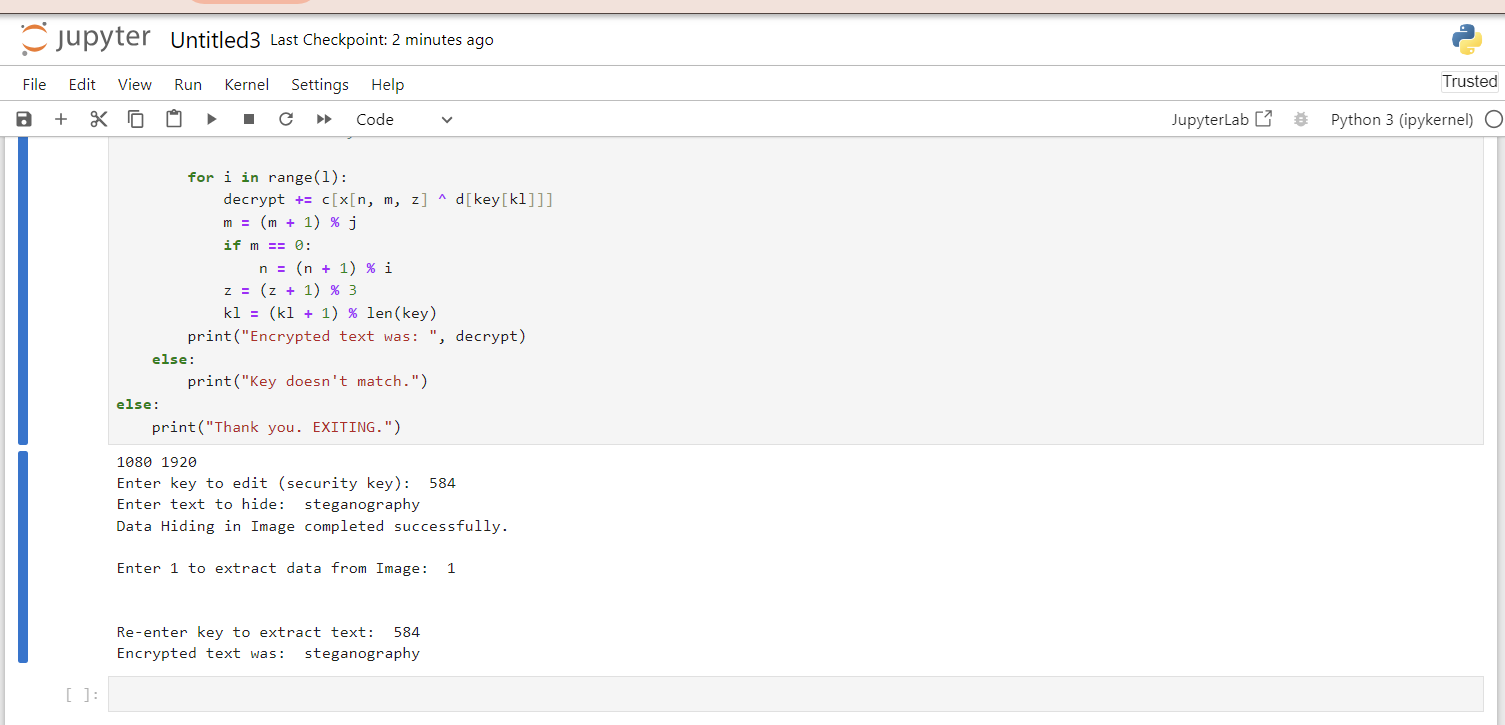 jupyter Untitled3 Last Checkpoint: 2 minutes ago
File Edit View Run Kernel Settings Help
Trusted
Code
JupyterLab
Python 3 (ipykernel)
for i in range(l):
decrypt += c[x[n, m, z] ^ d[key[kl]]]
m = (m + 1) % j
if m == 0:
n = (n + 1) % i
z = (z + 1) % 3
kl = (kl + 1) % len(key)
print("Encrypted text was: ", decrypt)
else:
print("Key doesn't match.")
else:
print("Thank you. EXITING.")
1080 1920
Enter key to edit (security key):  584
Enter text to hide:  steganography
Data Hiding in Image completed successfully.
Enter 1 to extract data from Image:  1
Re-enter key to extract text:  584
Encrypted text was:  steganography
[ ]: